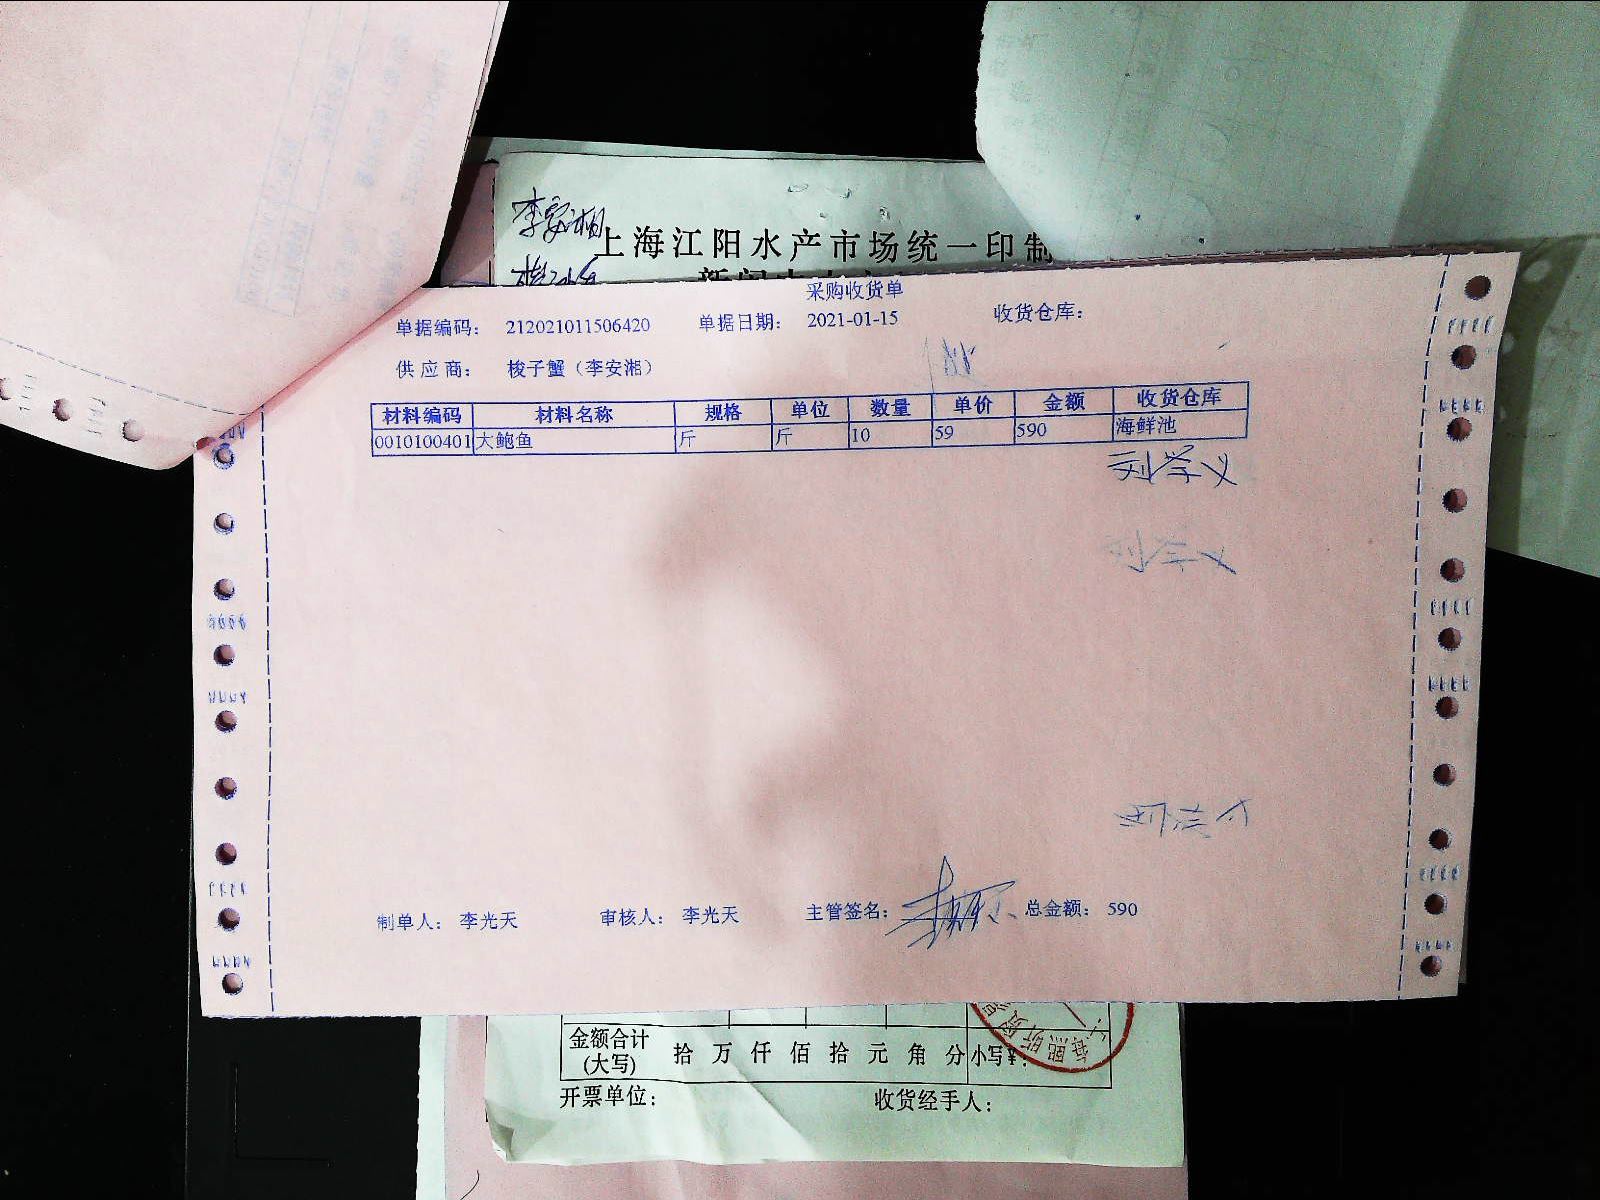 李安湘
上海江阳水产市场统一印制
采购收货单
单据编码： 212021011506420 单据日期： 2021-01-15 收货仓库：
供应商： 梭子蟹（李安湘）
材料编码 材料名称 规格 单位 数量 单价 金额 收货仓库
0010100401 大鲍鱼 斤 斤 10 59 590 海鲜池
刘学义
制单人： 李光天 审核人： 李光天 主管签名： 总金额： 590
金额合计 (大写) 拾 万 仟 佰 拾 元 角 分 小写¥：
开票单位： 收货经手人：